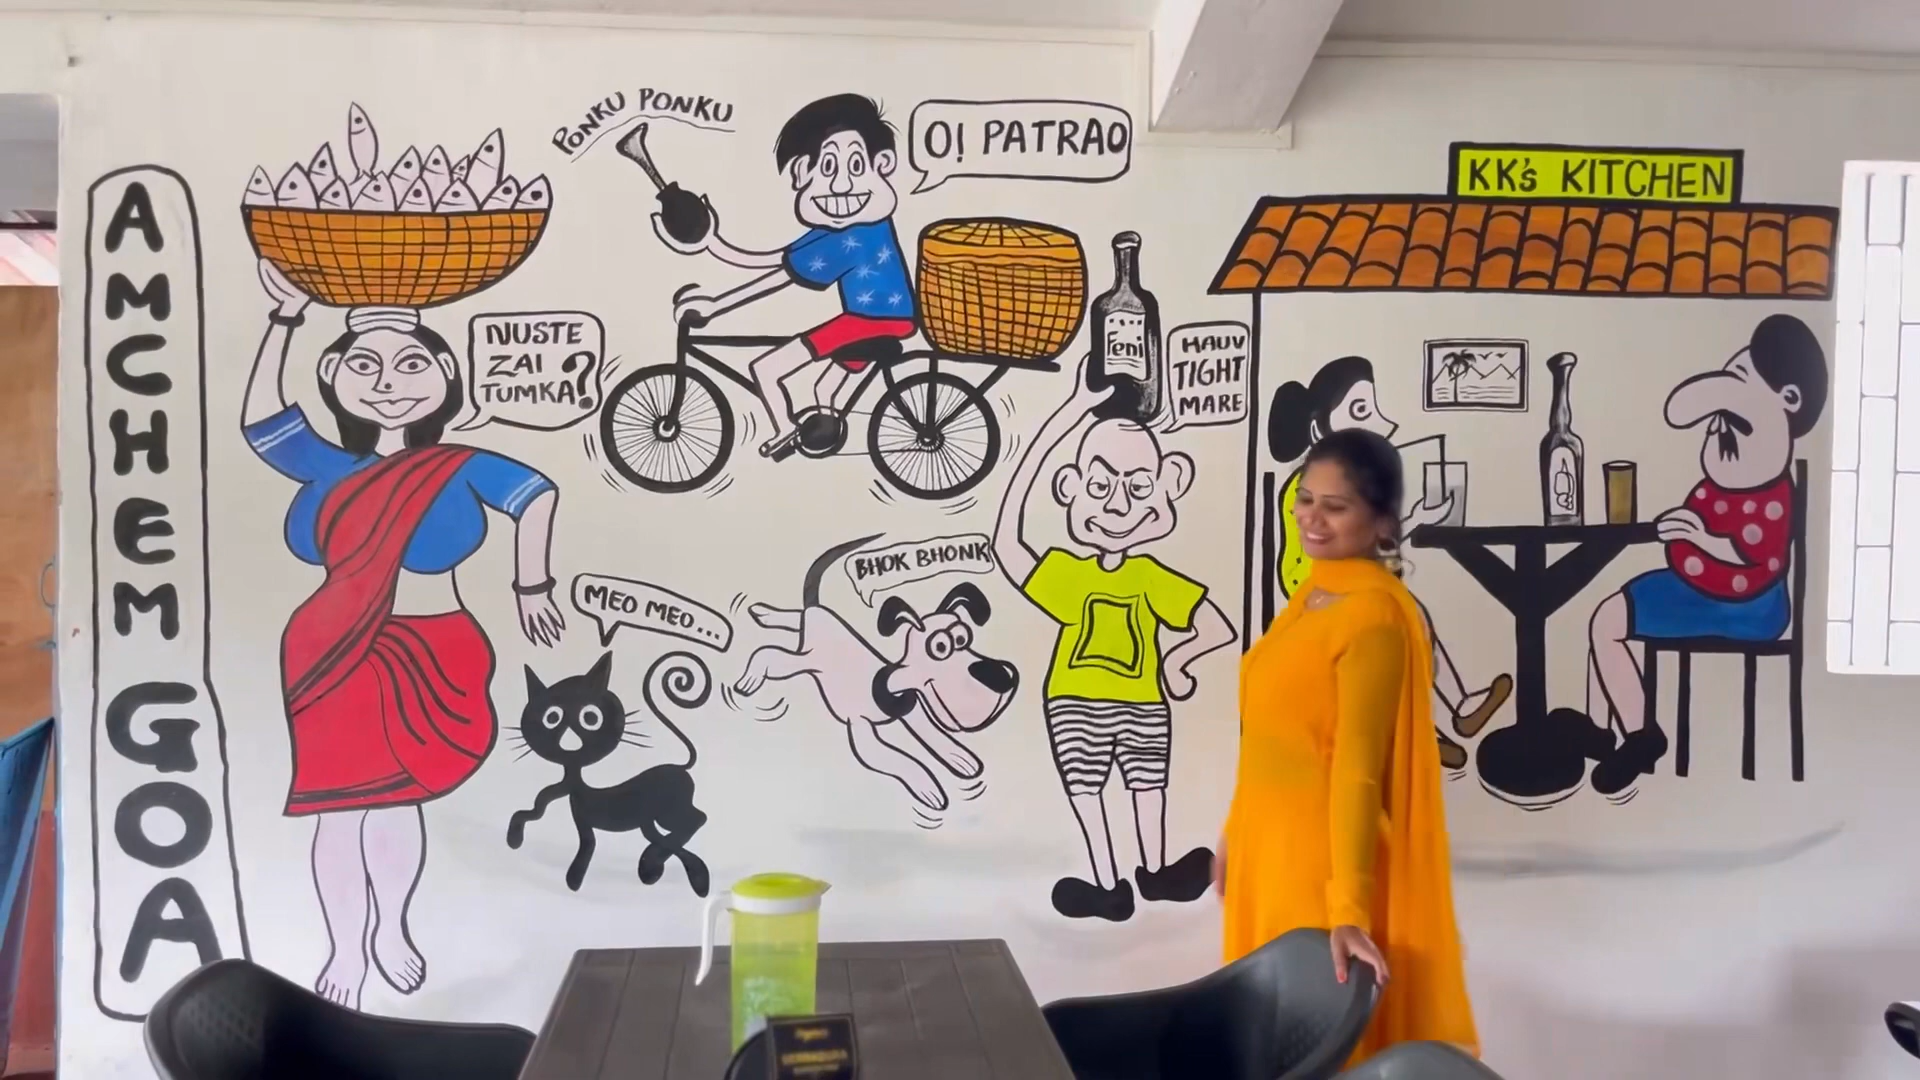 AMCHEM GOA
PONKU PONKU
O! PATRAO
KK's KITCHEN
NUSTE
ZAI
TUMKA?
Feni
HAUV
TIGHT
MARE
BHOK BHONK
MEO MEO...